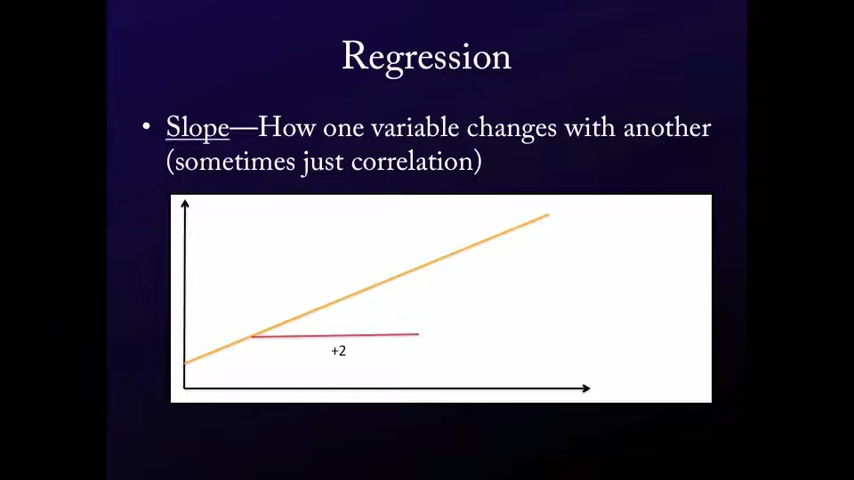 Regression
• Slope—How one variable changes with another
(sometimes just correlation)
+2